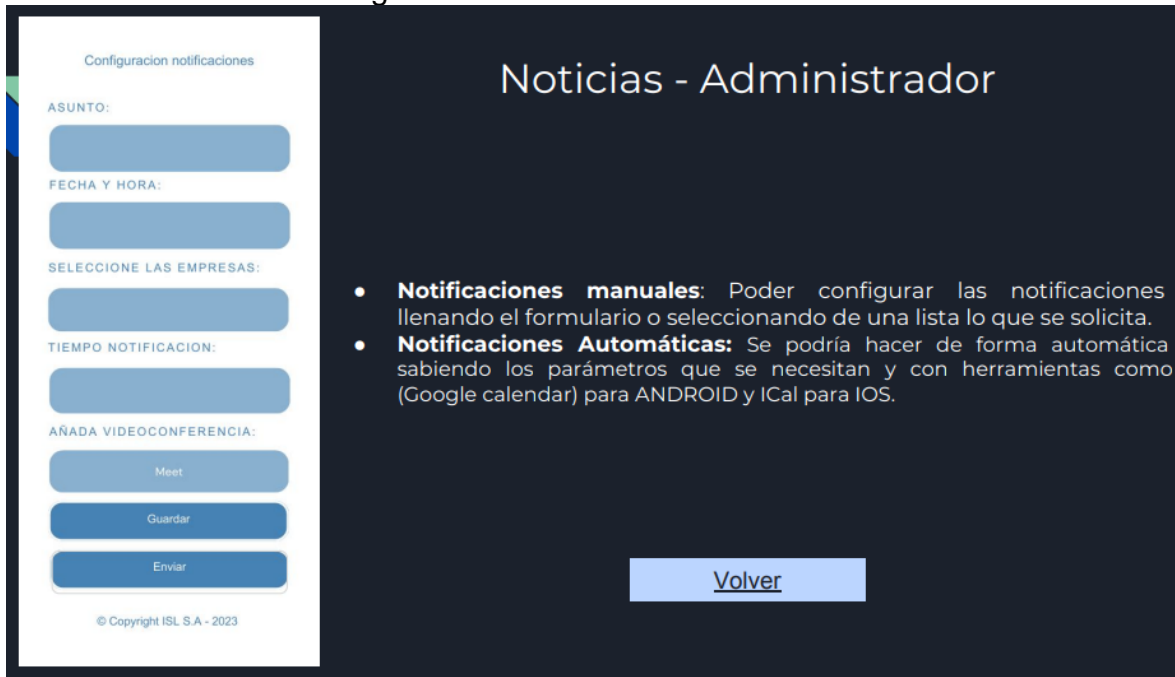 Configuracion notificaciones
ASUNTO:
FECHA Y HORA:
SELECCIONE LAS EMPRESAS:
TIEMPO NOTIFICACION:
AÑADA VIDEOCONFERENCIA:
Meet
Guardar
Enviar
© Copyright ISL S.A - 2023
Noticias - Administrador
● Notificaciones manuales: Poder configurar las notificaciones
llenando el formulario o seleccionando de una lista lo que se solicita.
● Notificaciones Automáticas: Se podría hacer de forma automática
sabiendo los parámetros que se necesitan y con herramientas como
(Google calendar) para ANDROID y ICal para IOS.
Volver